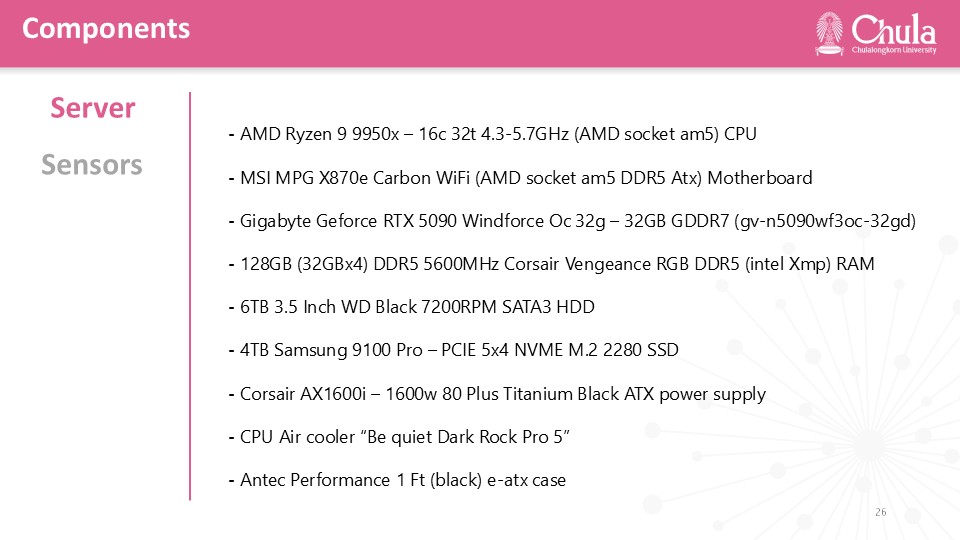 Components
Chula
Chulalongkorn University
Server
Sensors
- AMD Ryzen 9 9950x – 16c 32t 4.3-5.7GHz (AMD socket am5) CPU
- MSI MPG X870e Carbon WiFi (AMD socket am5 DDR5 Atx) Motherboard
- Gigabyte Geforce RTX 5090 Windforce Oc 32g – 32GB GDDR7 (gv-n5090wf3oc-32gd)
- 128GB (32GBx4) DDR5 5600MHz Corsair Vengeance RGB DDR5 (intel Xmp) RAM
- 6TB 3.5 Inch WD Black 7200RPM SATA3 HDD
- 4TB Samsung 9100 Pro – PCIE 5x4 NVME M.2 2280 SSD
- Corsair AX1600i – 1600w 80 Plus Titanium Black ATX power supply
- CPU Air cooler “Be quiet Dark Rock Pro 5”
- Antec Performance 1 Ft (black) e-atx case
26